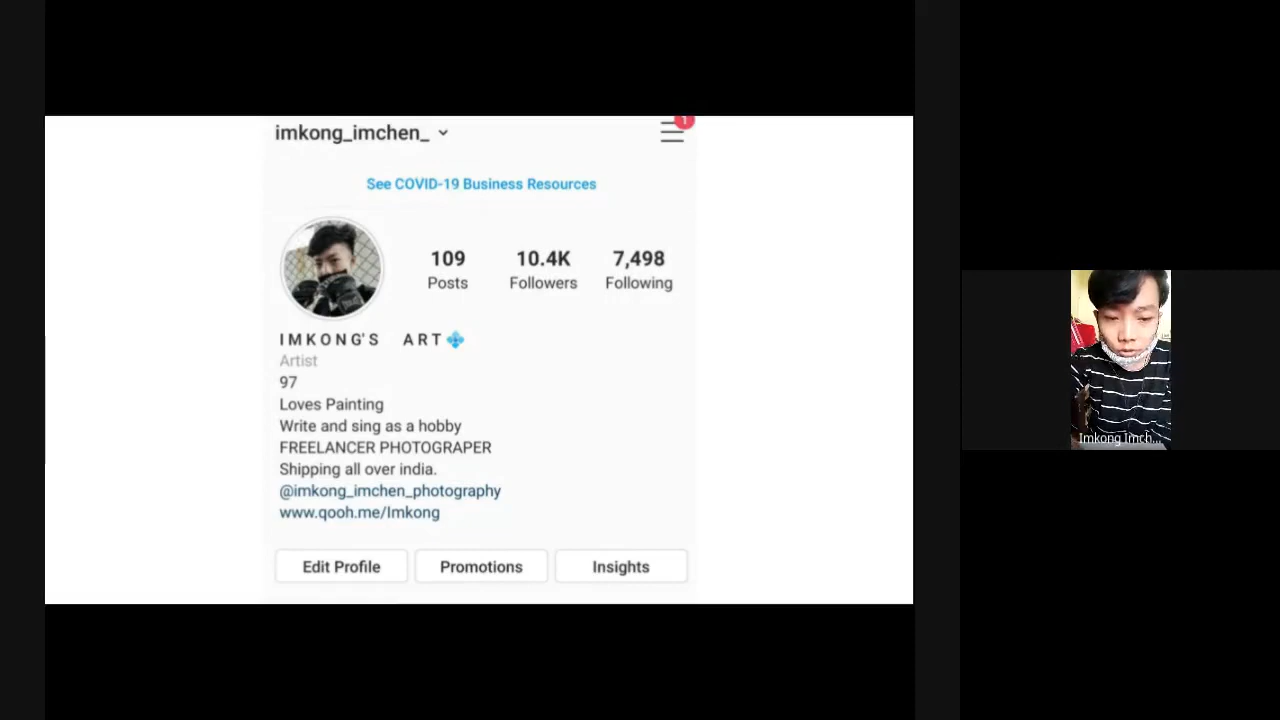 imkong_imchen_
1
See COVID-19 Business Resources
109
Posts
10.4K
Followers
7,498
Following
IMKONG'S ART💠
Artist
97
Loves Painting
Write and sing as a hobby
FREELANCER PHOTOGRAPER
Shipping all over india.
@imkong_imchen_photography
www.qooh.me/Imkong
Edit Profile
Promotions
Insights
Imkong Imch...